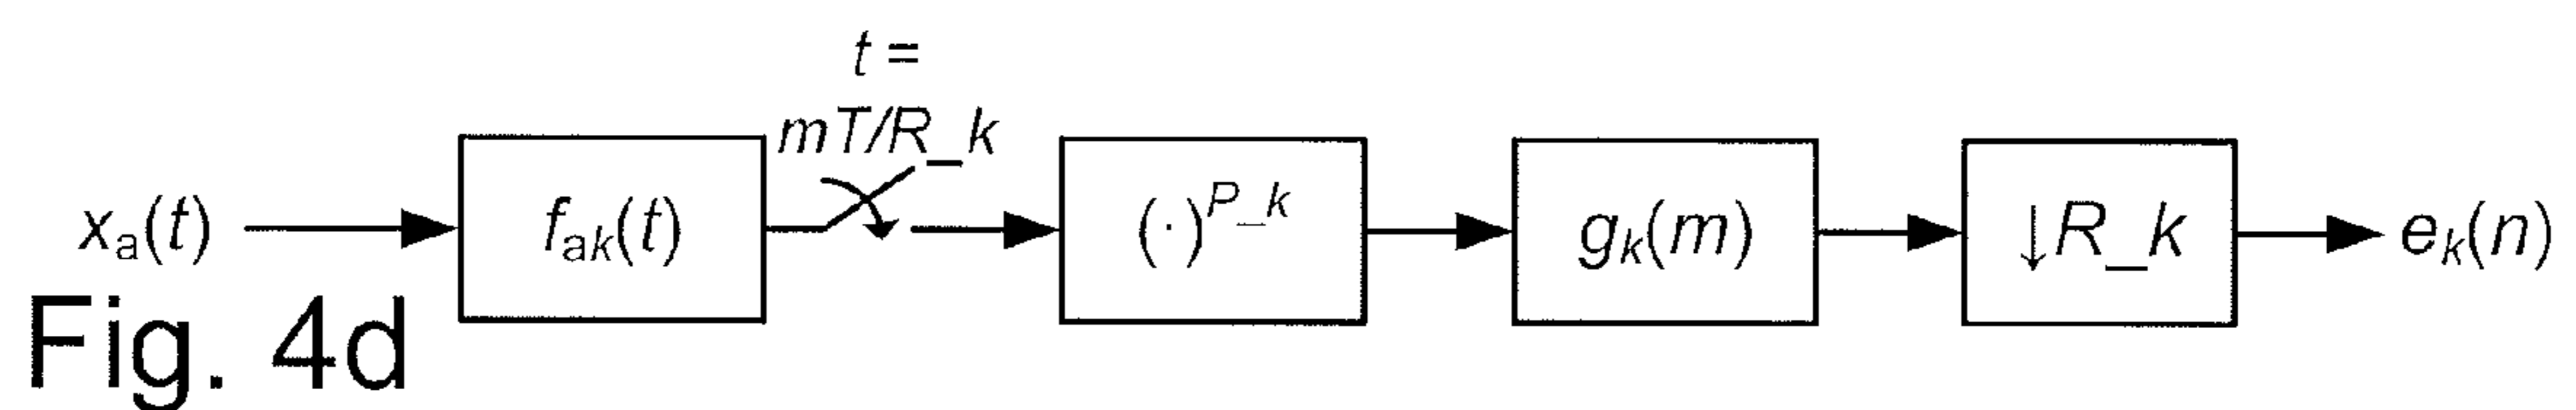 t =
mT/R_k
xₐ(t)
fₐₖ(t)
(·)^P_k
gₖ(m)
↓R_k
eₖ(n)
Fig. 4d